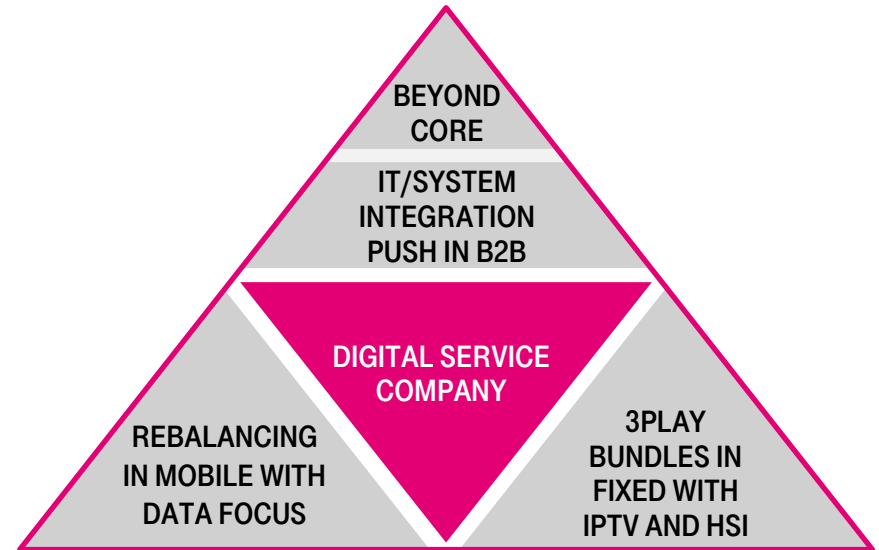 BEYOND
CORE
IT/SYSTEM
INTEGRATION
PUSH IN B2B
DIGITAL SERVICE
COMPANY
REBALANCING
IN MOBILE WITH
DATA FOCUS
3PLAY
BUNDLES IN
FIXED WITH
IPTV AND HSI